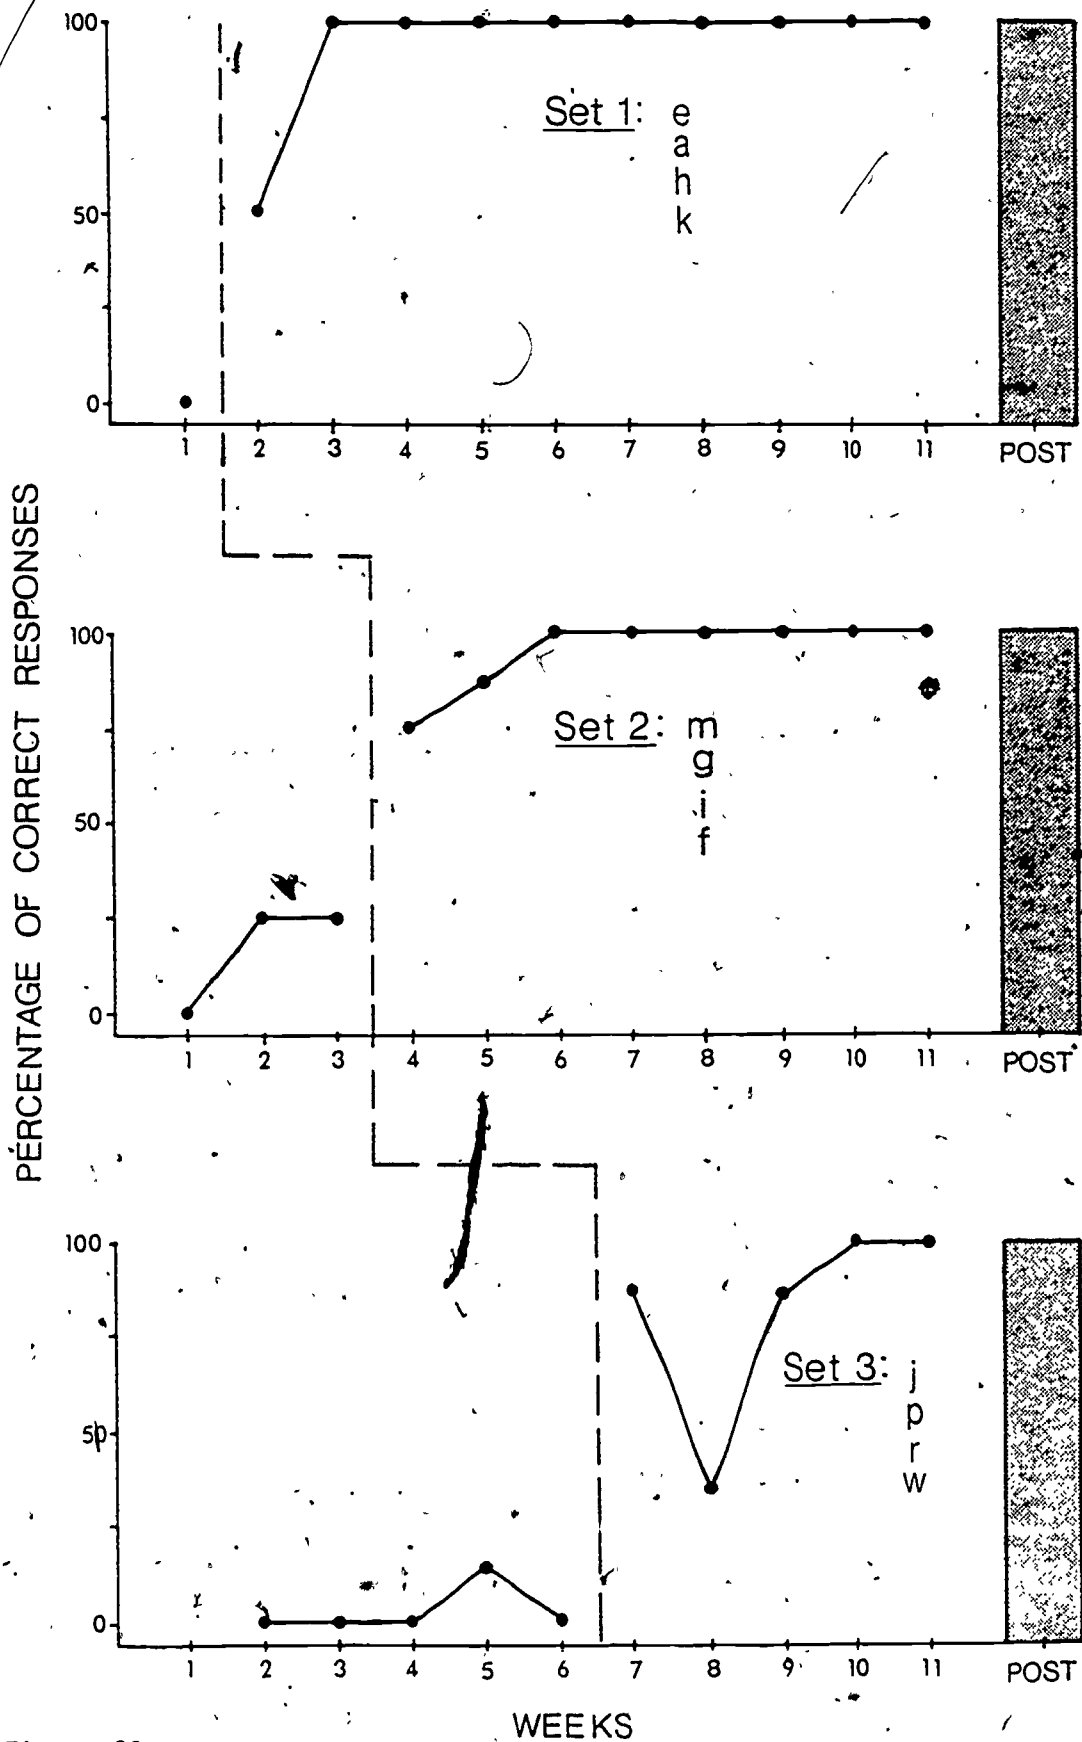 PERCENTAGE OF CORRECT RESPONSES
100
50
0
Set 1: e
a
h
k
1 2 3 4 5 6 7 8 9 10 11 POST
100
50
0
Set 2: m
g
i
f
1 2 3 4 5 6 7 8 9 10 11 POST
100
50
0
Set 3: j
p
r
w
1 2 3 4 5 6 7 8 9 10 11 POST
WEEKS